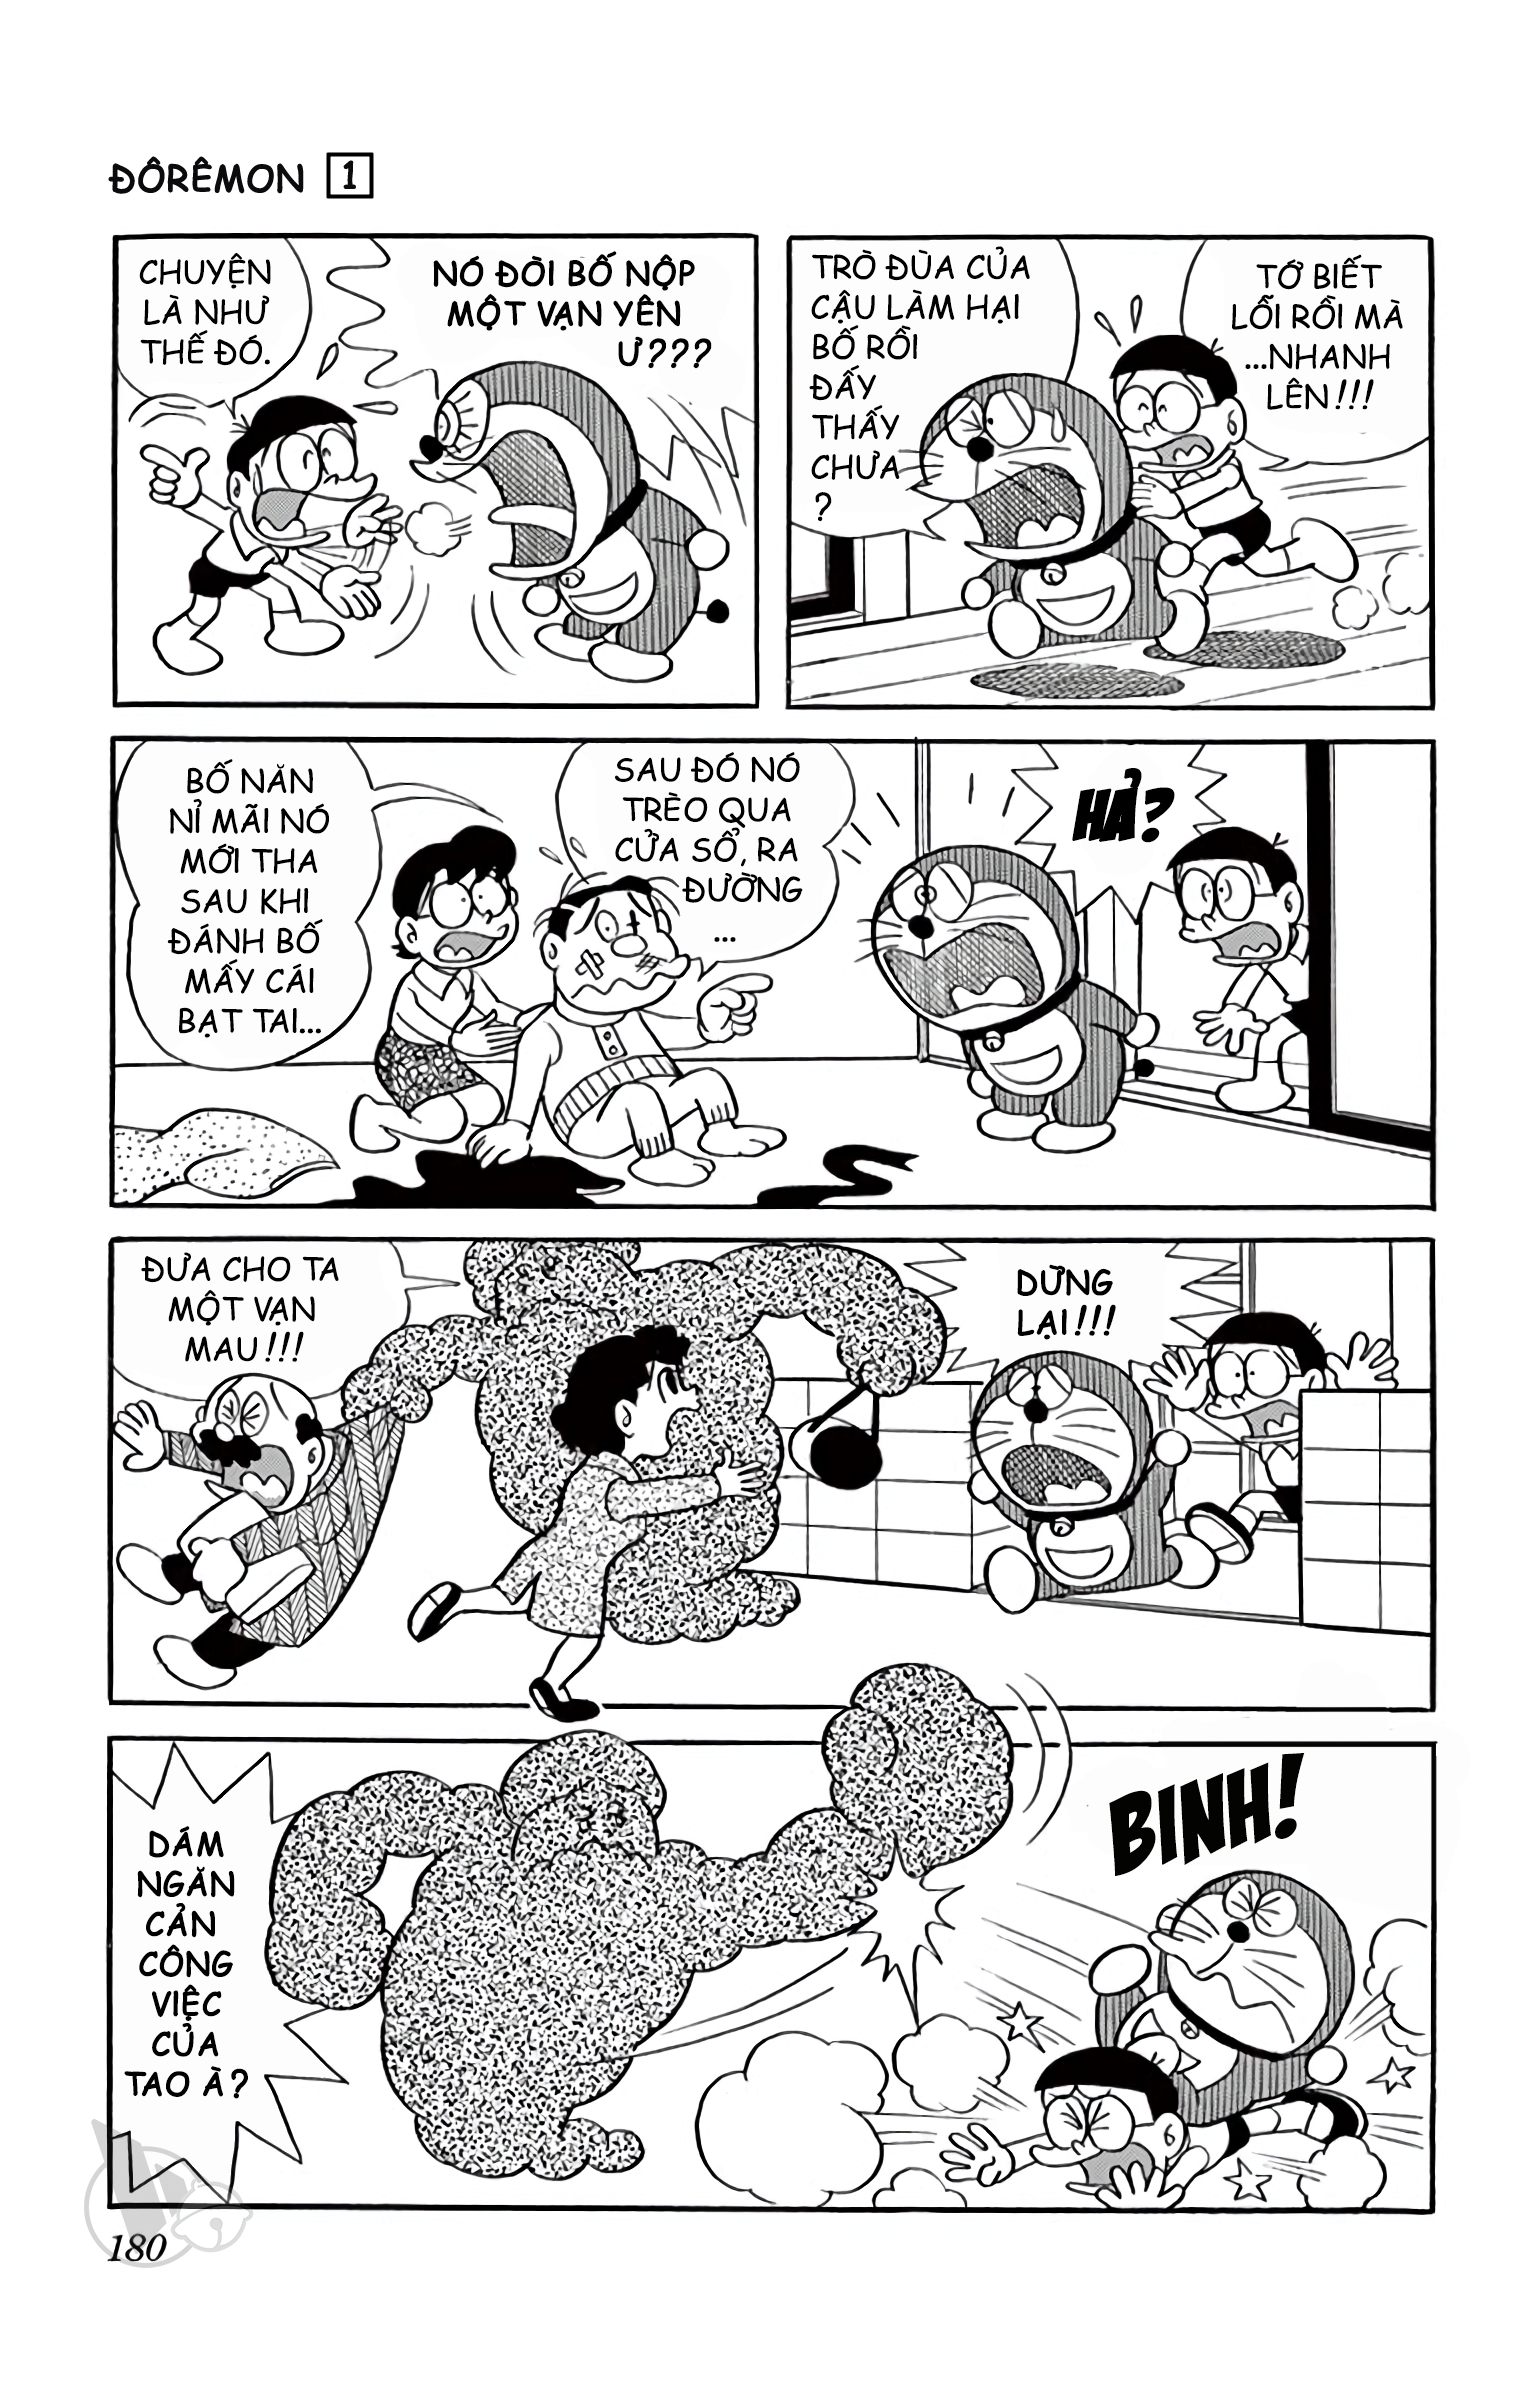 ĐÔRÊMON 1
CHUYỆN
LÀ NHƯ
THẾ ĐÓ.
NÓ ĐÒI BỐ NỘP
MỘT VẠN YÊN
Ư???
TRÒ ĐÙA CỦA
CẬU LÀM HẠI
BỐ RỒI
ĐẤY
THẤY
CHƯA
?
TỚ BIẾT
LỖI RỒI MÀ
...NHANH
LÊN!!!
BỐ NĂN
NỈ MÃI NÓ
MỚI THA
SAU KHI
ĐÁNH BỐ
MẤY CÁI
BẠT TAI...
SAU ĐÓ NÓ
TRÈO QUA
CỬA SỔ, RA
ĐƯỜNG
...
HẢ?
ĐƯA CHO TA
MỘT VẠN
MAU!!!
DỪNG
LẠI!!!
DÁM
NGĂN
CẢN
CÔNG
VIỆC
CỦA
TAO À?
BINH!
180